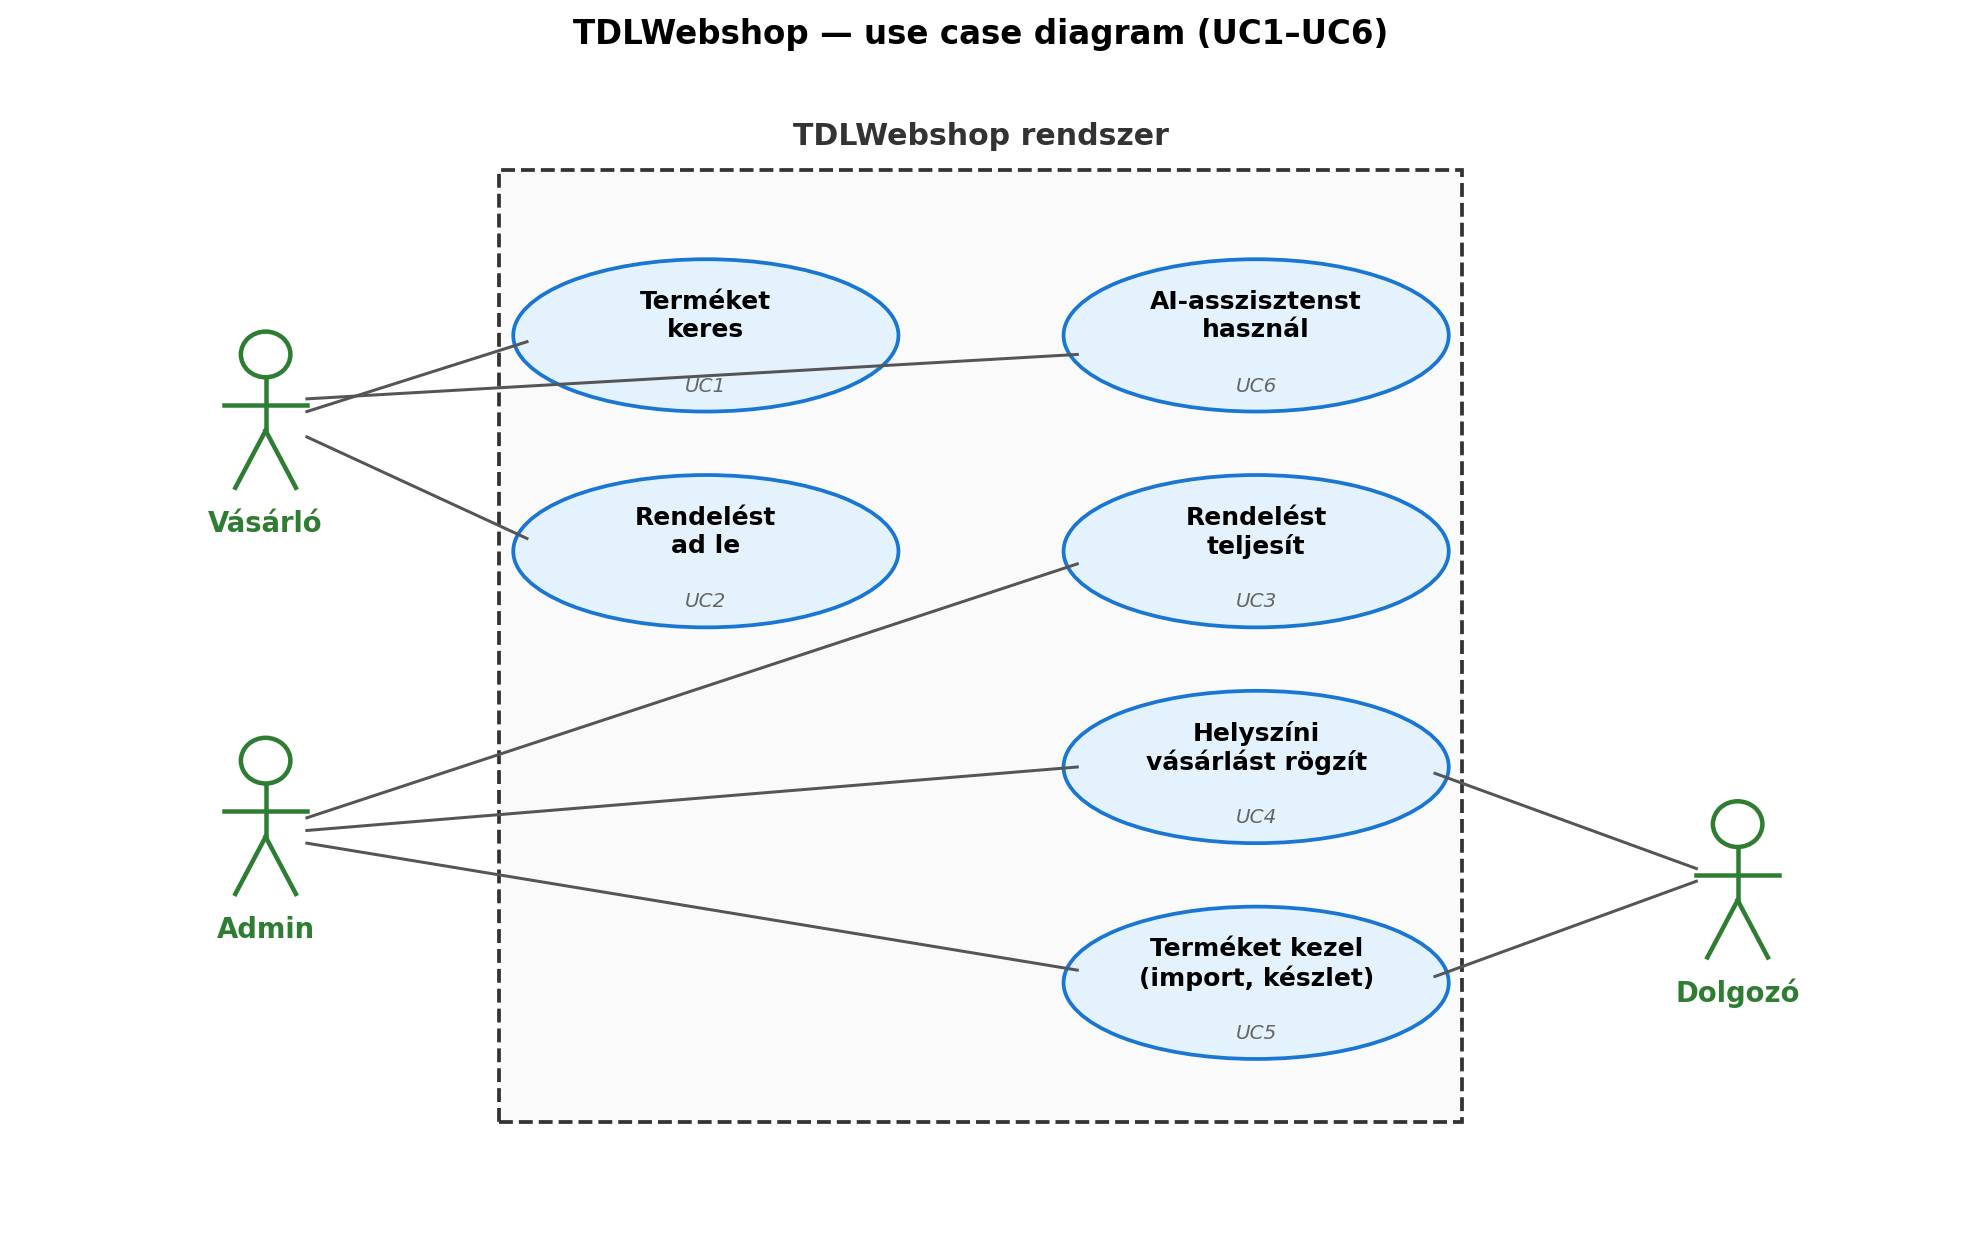 TDLWebshop — use case diagram (UC1–UC6)
TDLWebshop rendszer
Terméket
keres
UC1
AI-asszisztenst
használ
UC6
Vásárló
Rendelést
ad le
UC2
Rendelést
teljesít
UC3
Helyszíni
vásárlást rögzít
UC4
Admin
Terméket kezel
(import, készlet)
UC5
Dolgozó